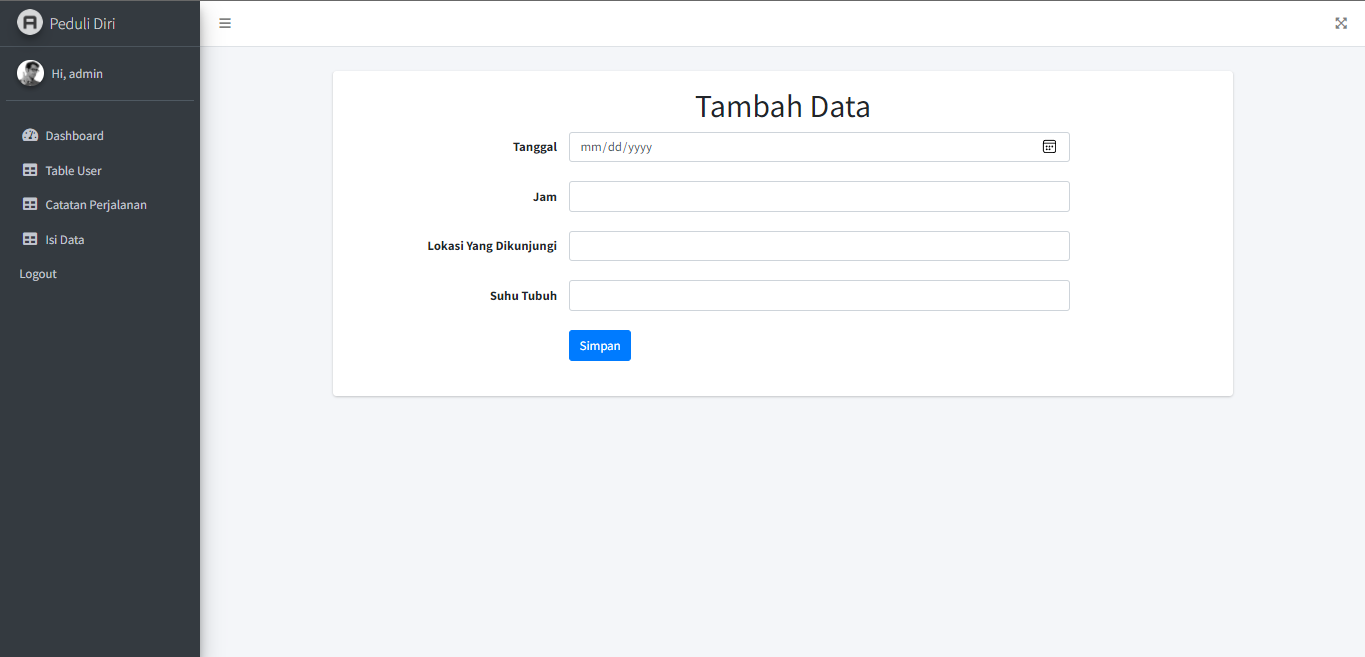 Peduli Diri
Hi, admin
Dashboard
Table User
Catatan Perjalanan
Isi Data
Logout
Tambah Data
Tanggal
mm/dd/yyyy
Jam
Lokasi Yang Dikunjungi
Suhu Tubuh
Simpan